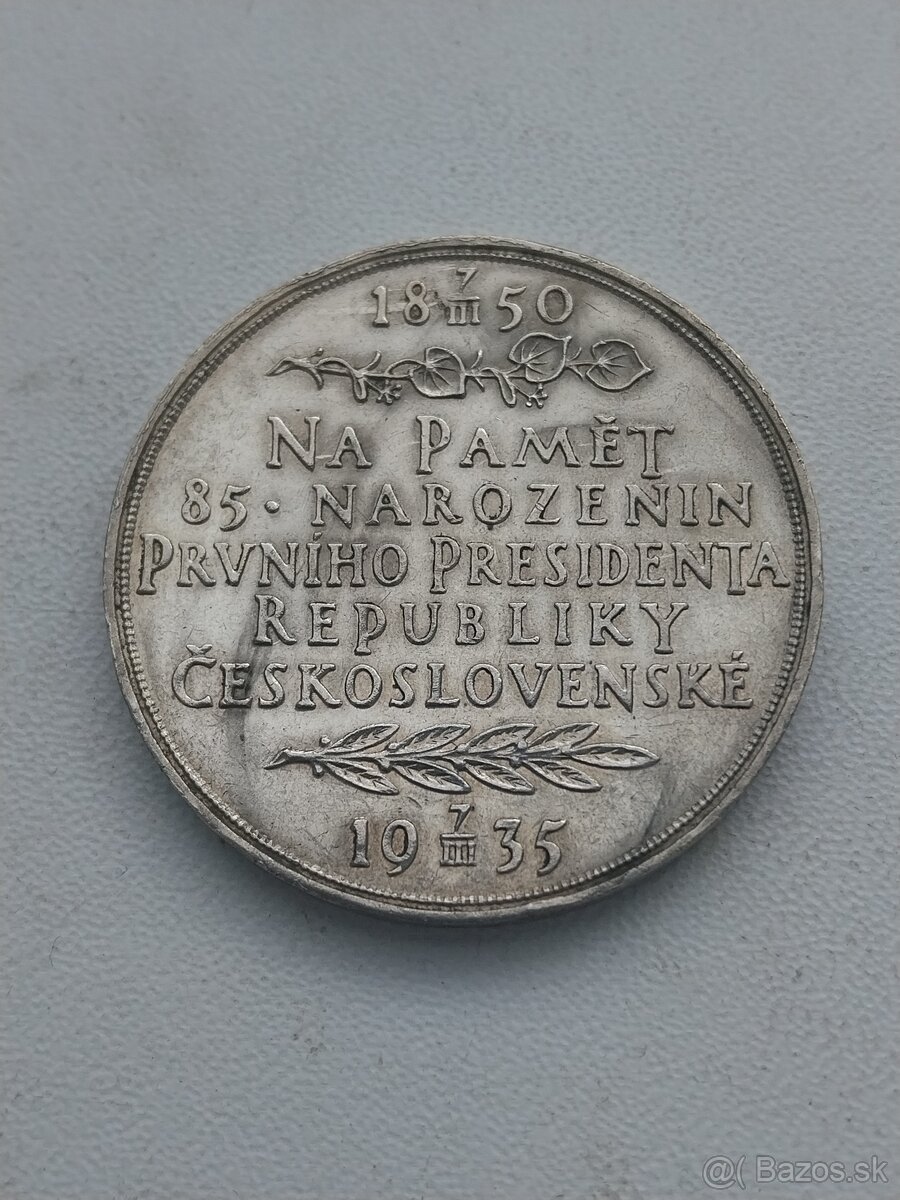 18 7/III 50
NA PAMĚT
85. NAROZENIN
PRVNÍHO PRESIDENTA
REPUBLIKY
ČESKOSLOVENSKÉ
19 7/III 35
@( Bazos.sk